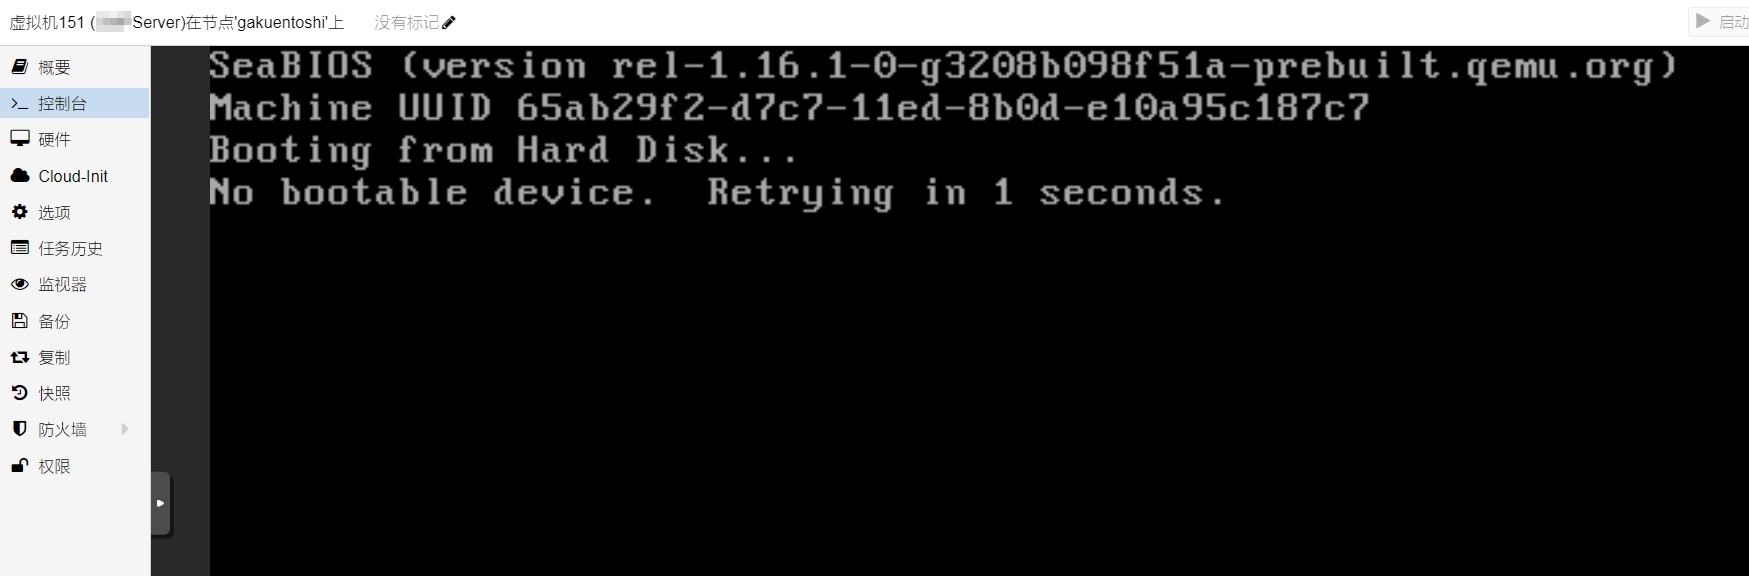 虚拟机151 (Server)在节点'gakuentoshi'上 没有标记 启动
概要
控制台
硬件
Cloud-Init
选项
任务历史
监视器
备份
复制
快照
防火墙
权限
SeaBIOS (version rel-1.16.1-0-g3208b098f51a-prebuilt.qemu.org)
Machine UUID 65ab29f2-d7c7-11ed-8b0d-e10a95c187c7
Booting from Hard Disk...
No bootable device.  Retrying in 1 seconds.